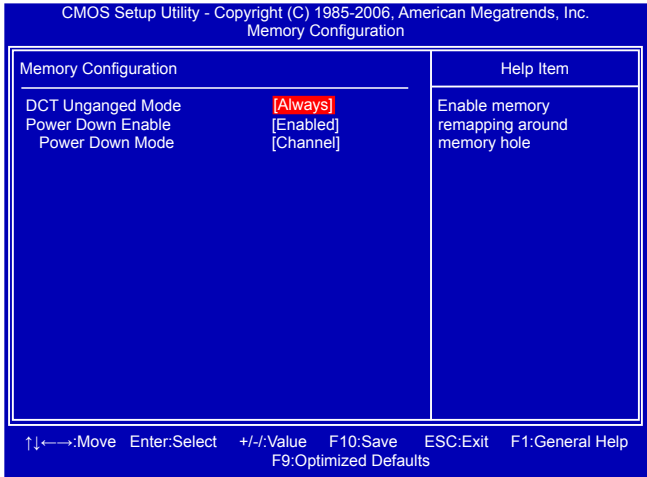 CMOS Setup Utility - Copyright (C) 1985-2006, American Megatrends, Inc.
Memory Configuration
Memory Configuration
Help Item
DCT Unganged Mode [Always]
Power Down Enable [Enabled]
Power Down Mode [Channel]
Enable memory
remapping around
memory hole
↑↓←→:Move Enter:Select +/-/:Value F10:Save ESC:Exit F1:General Help
F9:Optimized Defaults